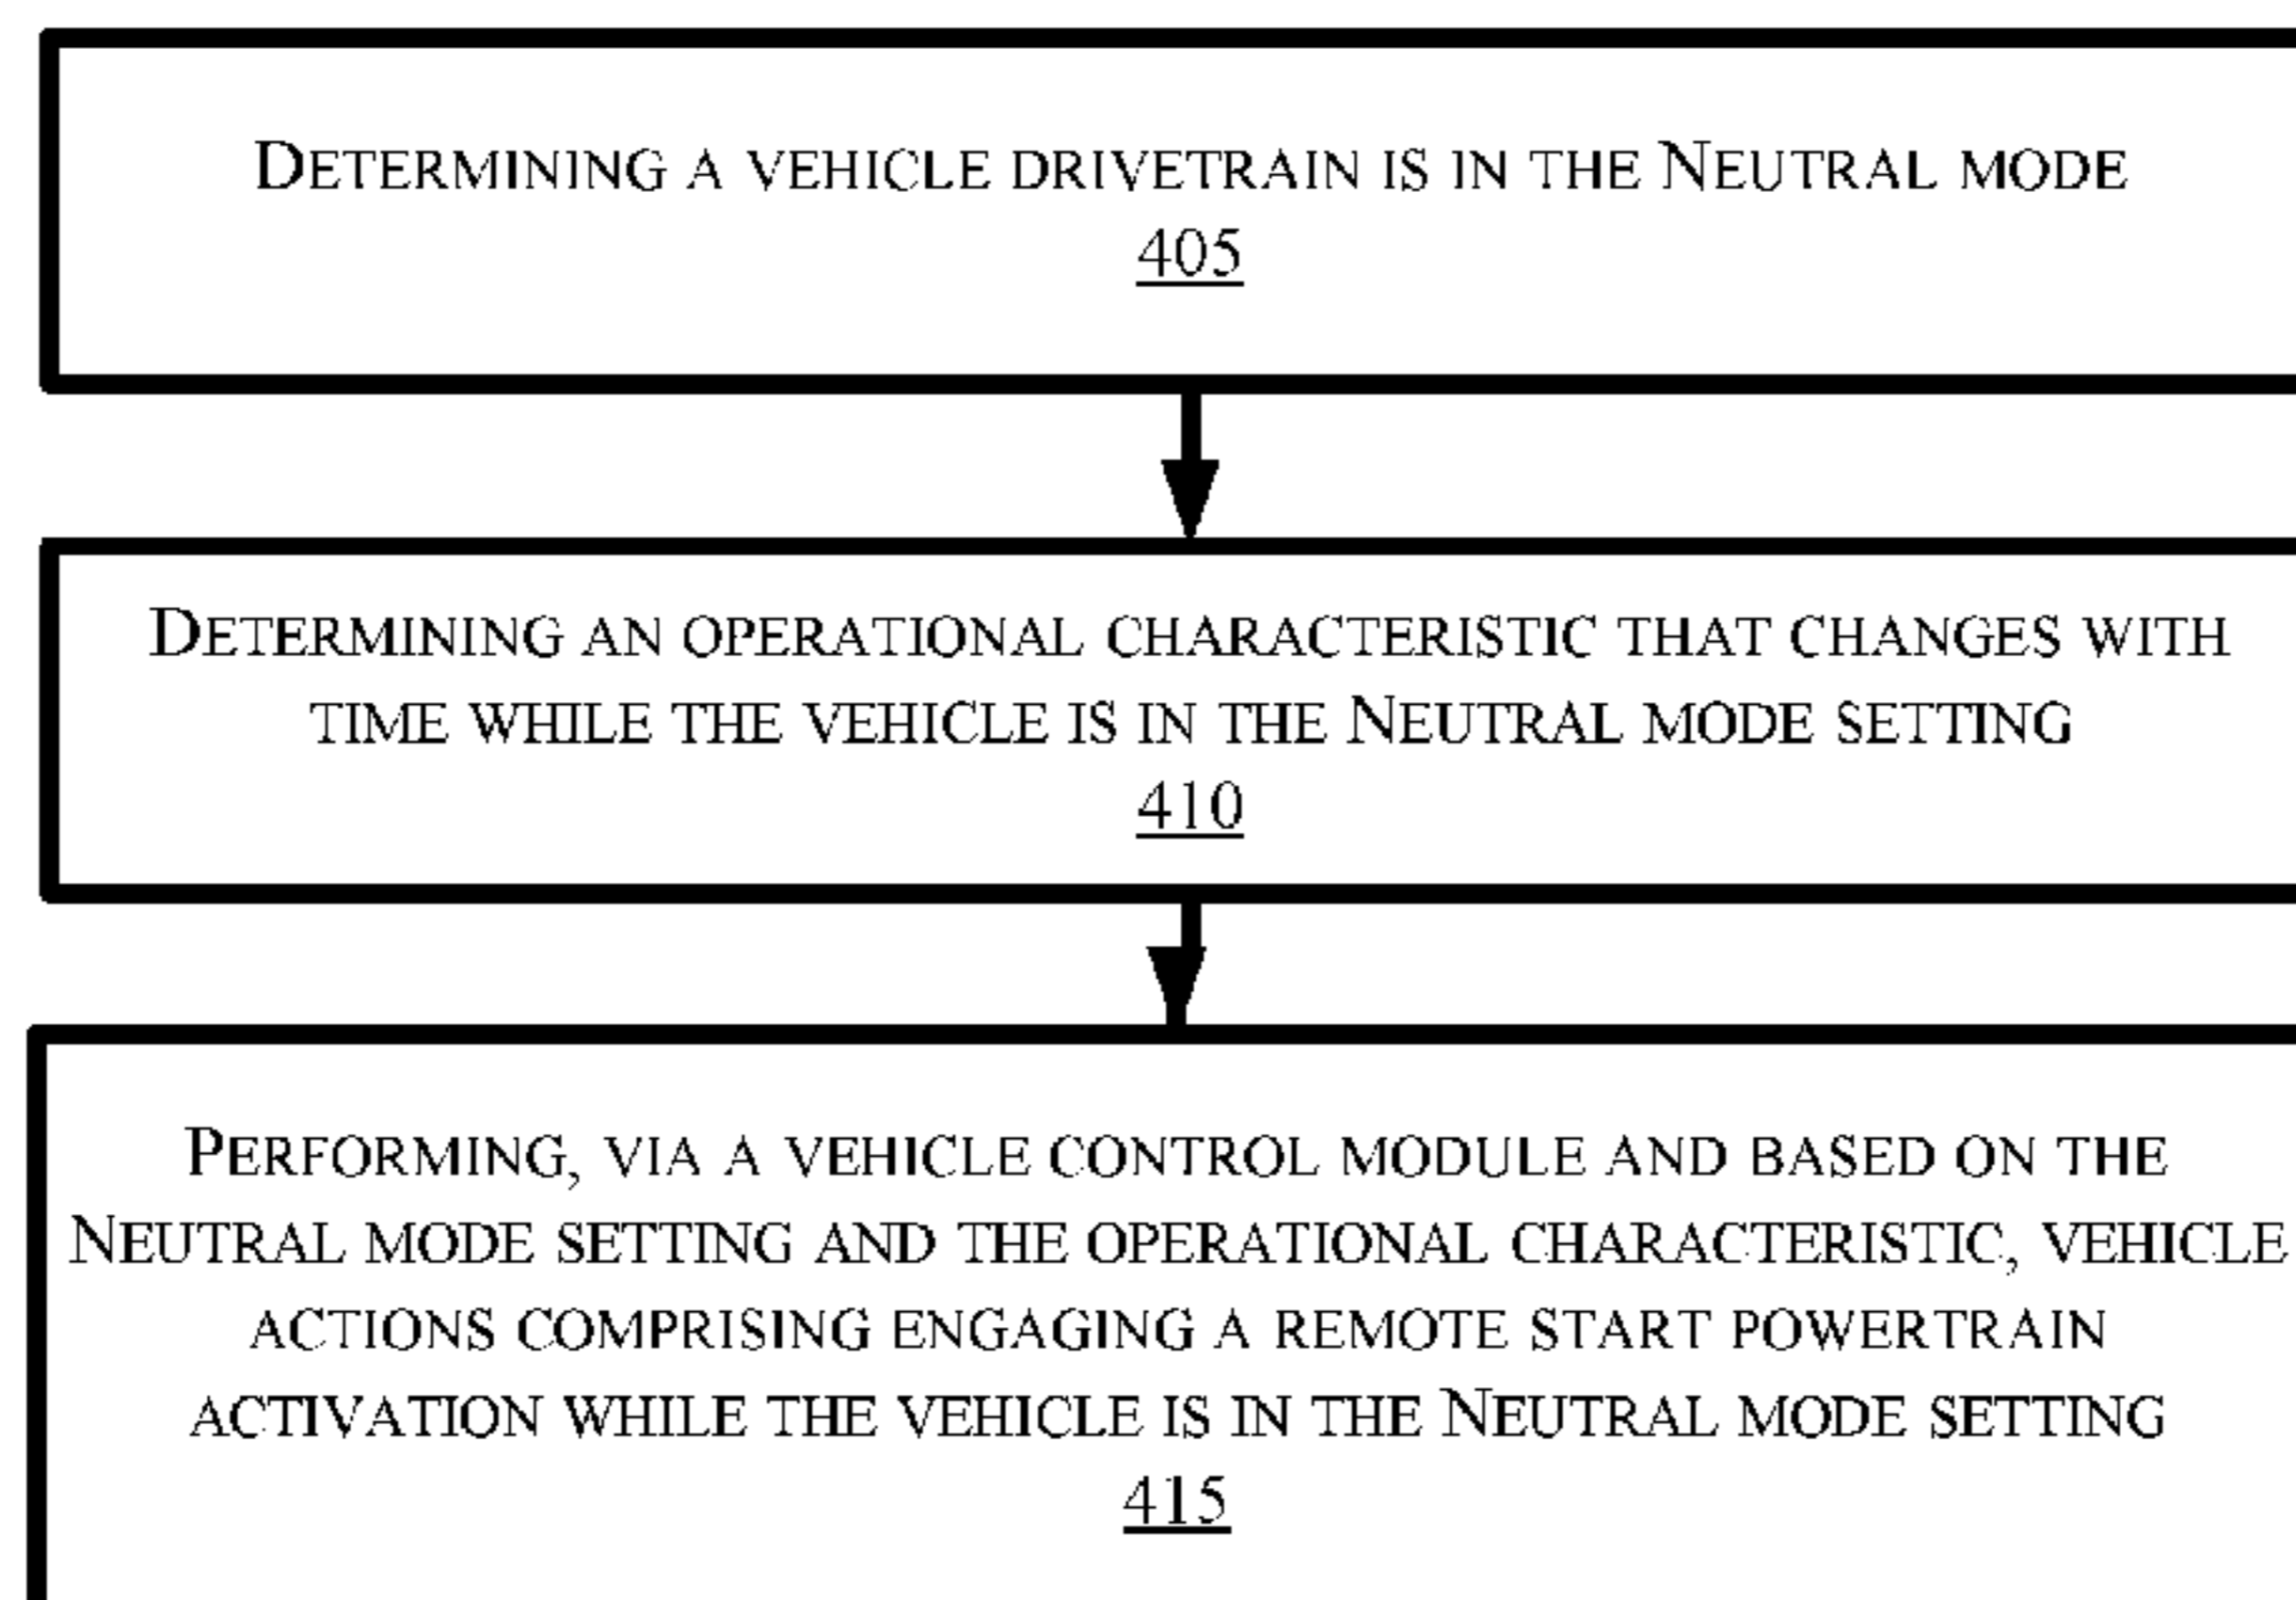 Determining a vehicle drivetrain is in the Neutral mode
405
Determining an operational characteristic that changes with
time while the vehicle is in the Neutral mode setting
410
Performing, via a vehicle control module and based on the
Neutral mode setting and the operational characteristic, vehicle
actions comprising engaging a remote start powertrain
activation while the vehicle is in the Neutral mode setting
415